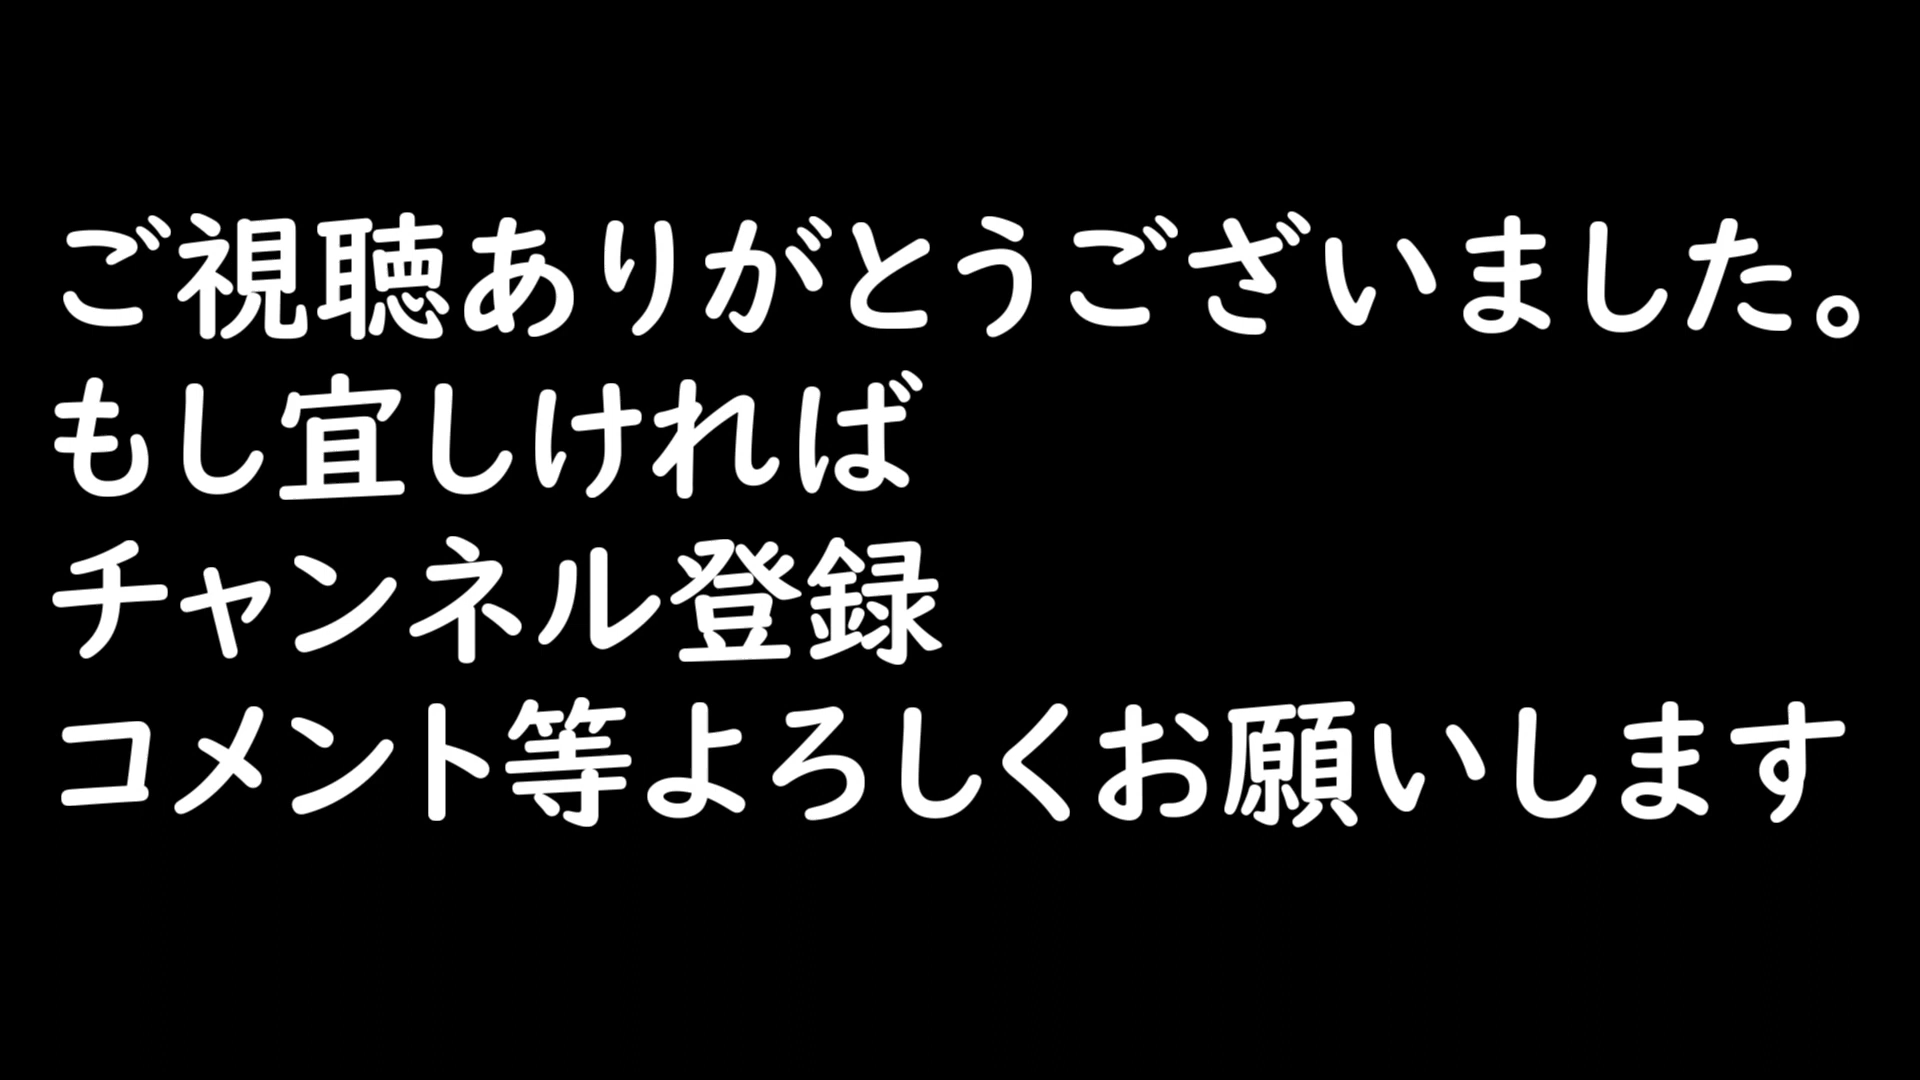 ご視聴ありがとうございました。
もし宜しければ
チャンネル登録
コメント等よろしくお願いします